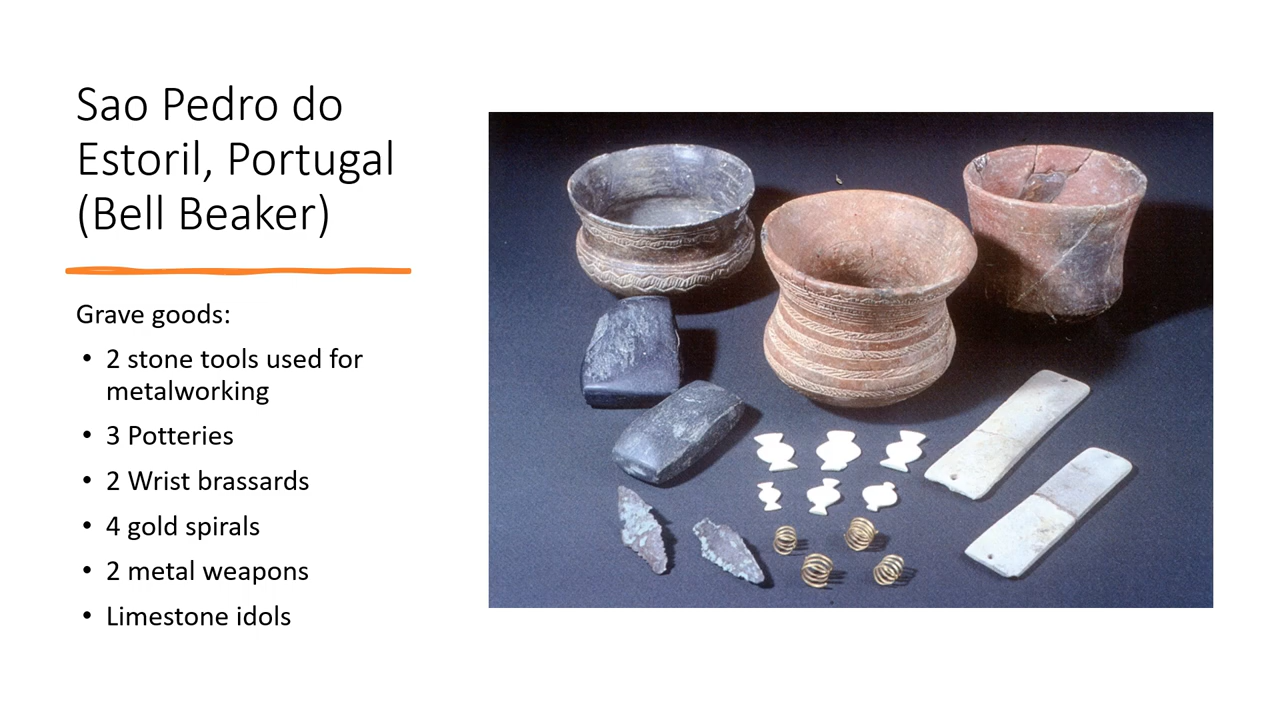 Sao Pedro do
Estoril, Portugal
(Bell Beaker)
Grave goods:
• 2 stone tools used for
metalworking
• 3 Potteries
• 2 Wrist brassards
• 4 gold spirals
• 2 metal weapons
• Limestone idols